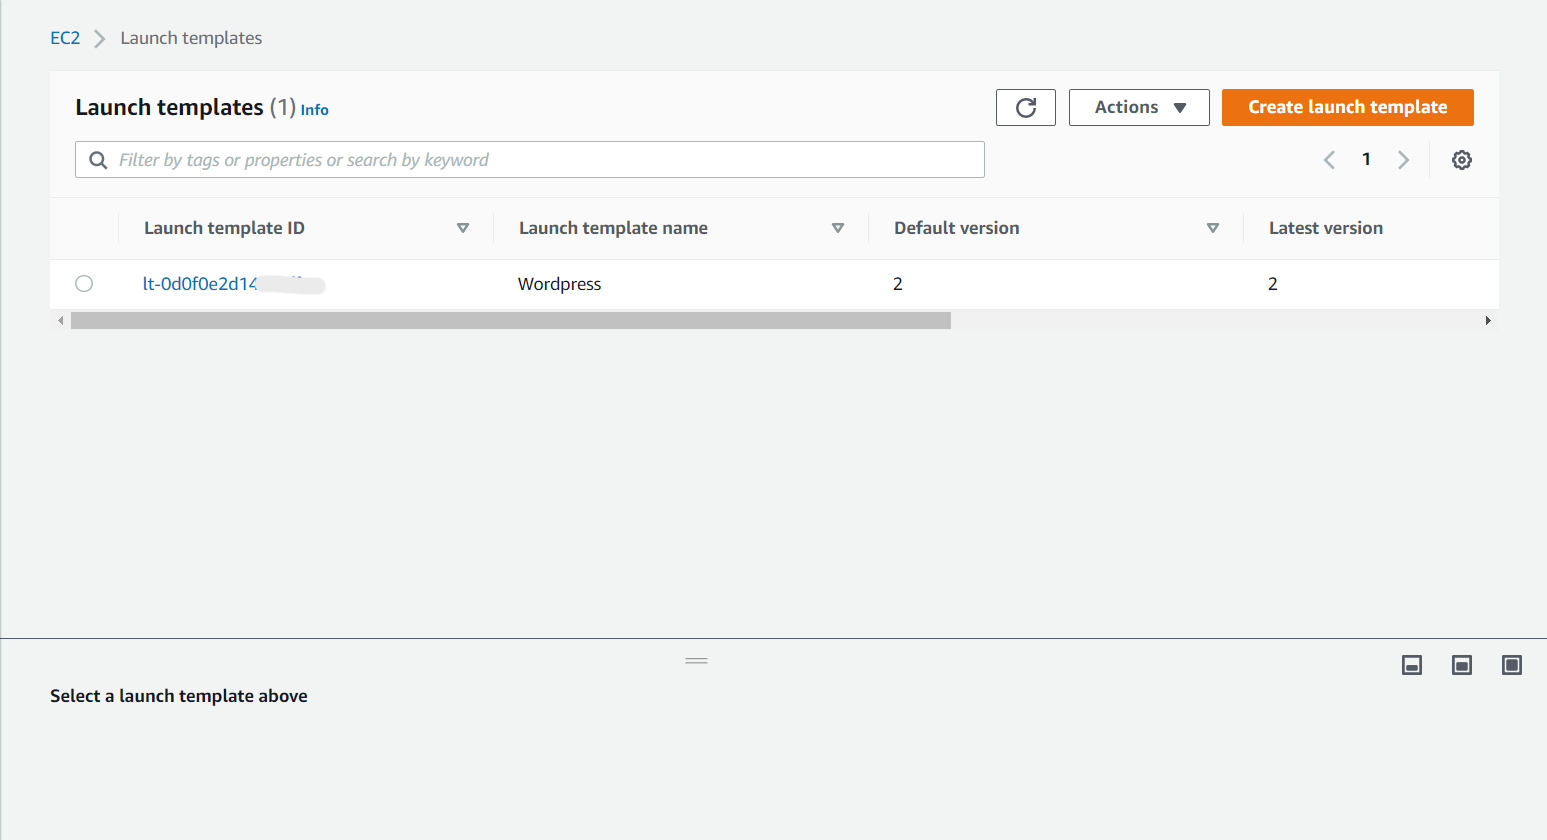 EC2 Launch templates
Launch templates (1) Info
Actions
Create launch template
Filter by tags or properties or search by keyword
1
Launch template ID
Launch template name
Default version
Latest version
lt-0d0f0e2d14
Wordpress
2
2
Select a launch template above